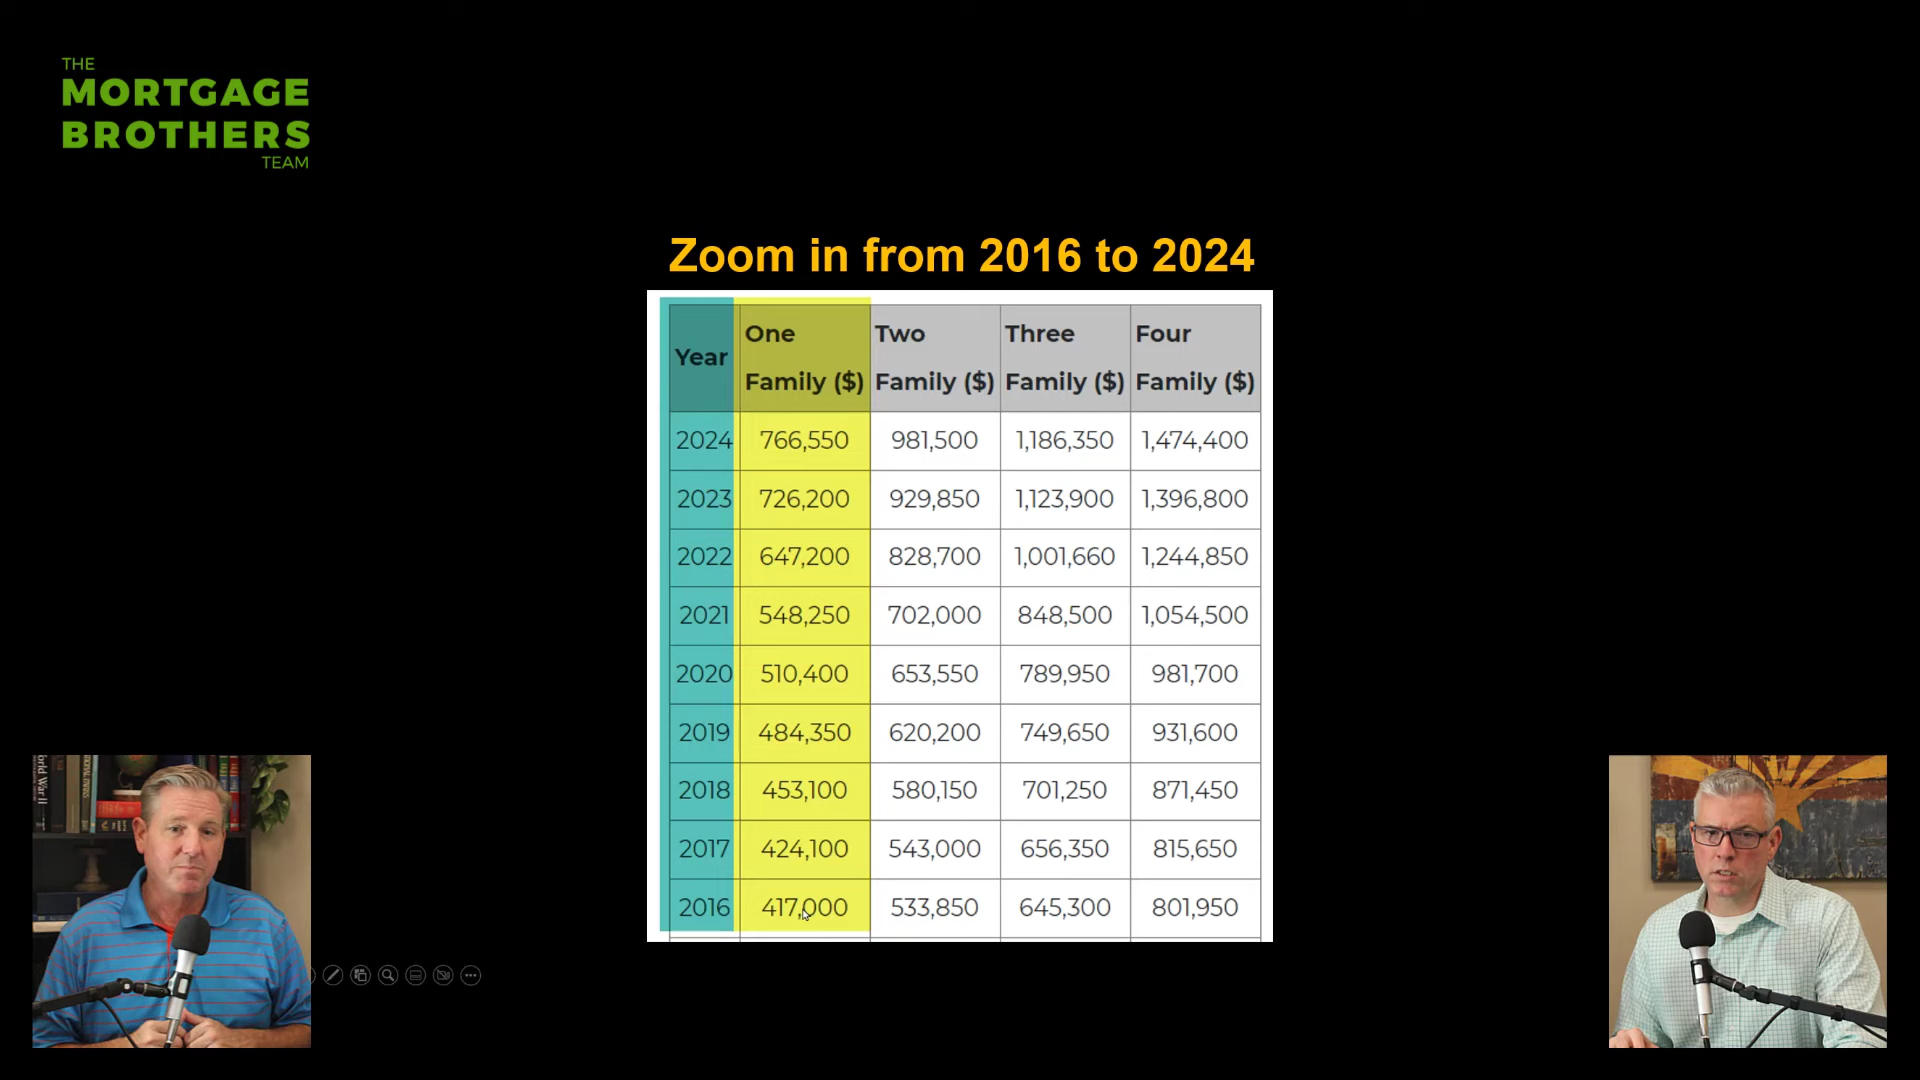 THE
MORTGAGE
BROTHERS
TEAM
Zoom in from 2016 to 2024
Year One Family ($) Two Family ($) Three Family ($) Four Family ($)
2024 766,550 981,500 1,186,350 1,474,400
2023 726,200 929,850 1,123,900 1,396,800
2022 647,200 828,700 1,001,660 1,244,850
2021 548,250 702,000 848,500 1,054,500
2020 510,400 653,550 789,950 981,700
2019 484,350 620,200 749,650 931,600
2018 453,100 580,150 701,250 871,450
2017 424,100 543,000 656,350 815,650
2016 417,000 533,850 645,300 801,950
World War II